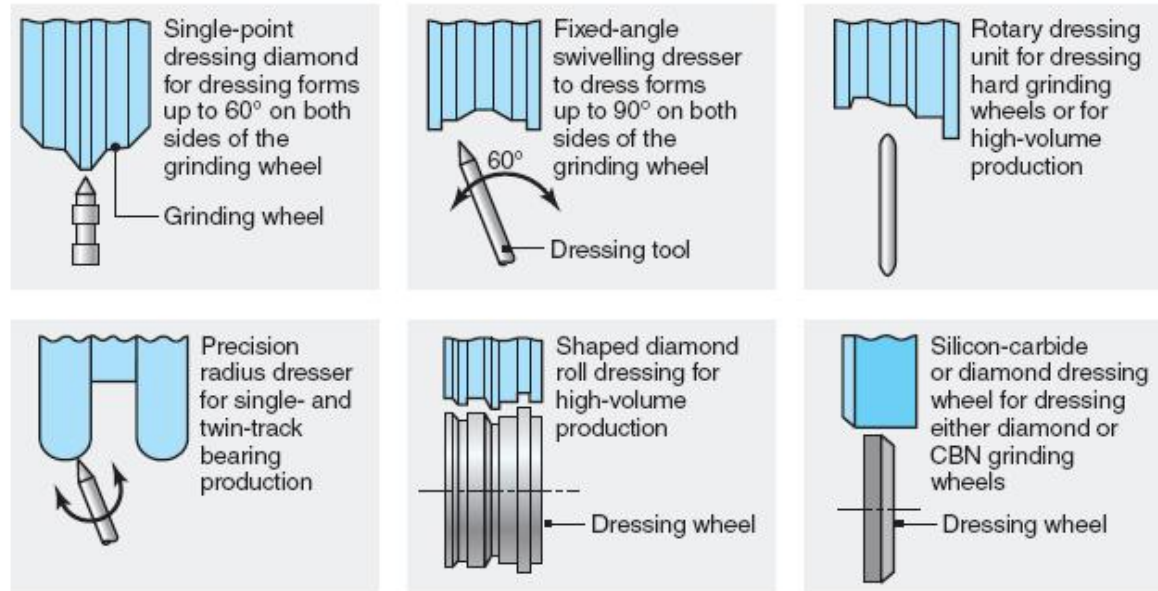 Single-point
dressing diamond
for dressing forms
up to 60° on both
sides of the
grinding wheel
Grinding wheel
Fixed-angle
swivelling dresser
to dress forms
up to 90° on both
sides of the
grinding wheel
60°
Dressing tool
Rotary dressing
unit for dressing
hard grinding
wheels or for
high-volume
production
Precision
radius dresser
for single- and
twin-track
bearing
production
Shaped diamond
roll dressing for
high-volume
production
Dressing wheel
Silicon-carbide
or diamond dressing
wheel for dressing
either diamond or
CBN grinding
wheels
Dressing wheel